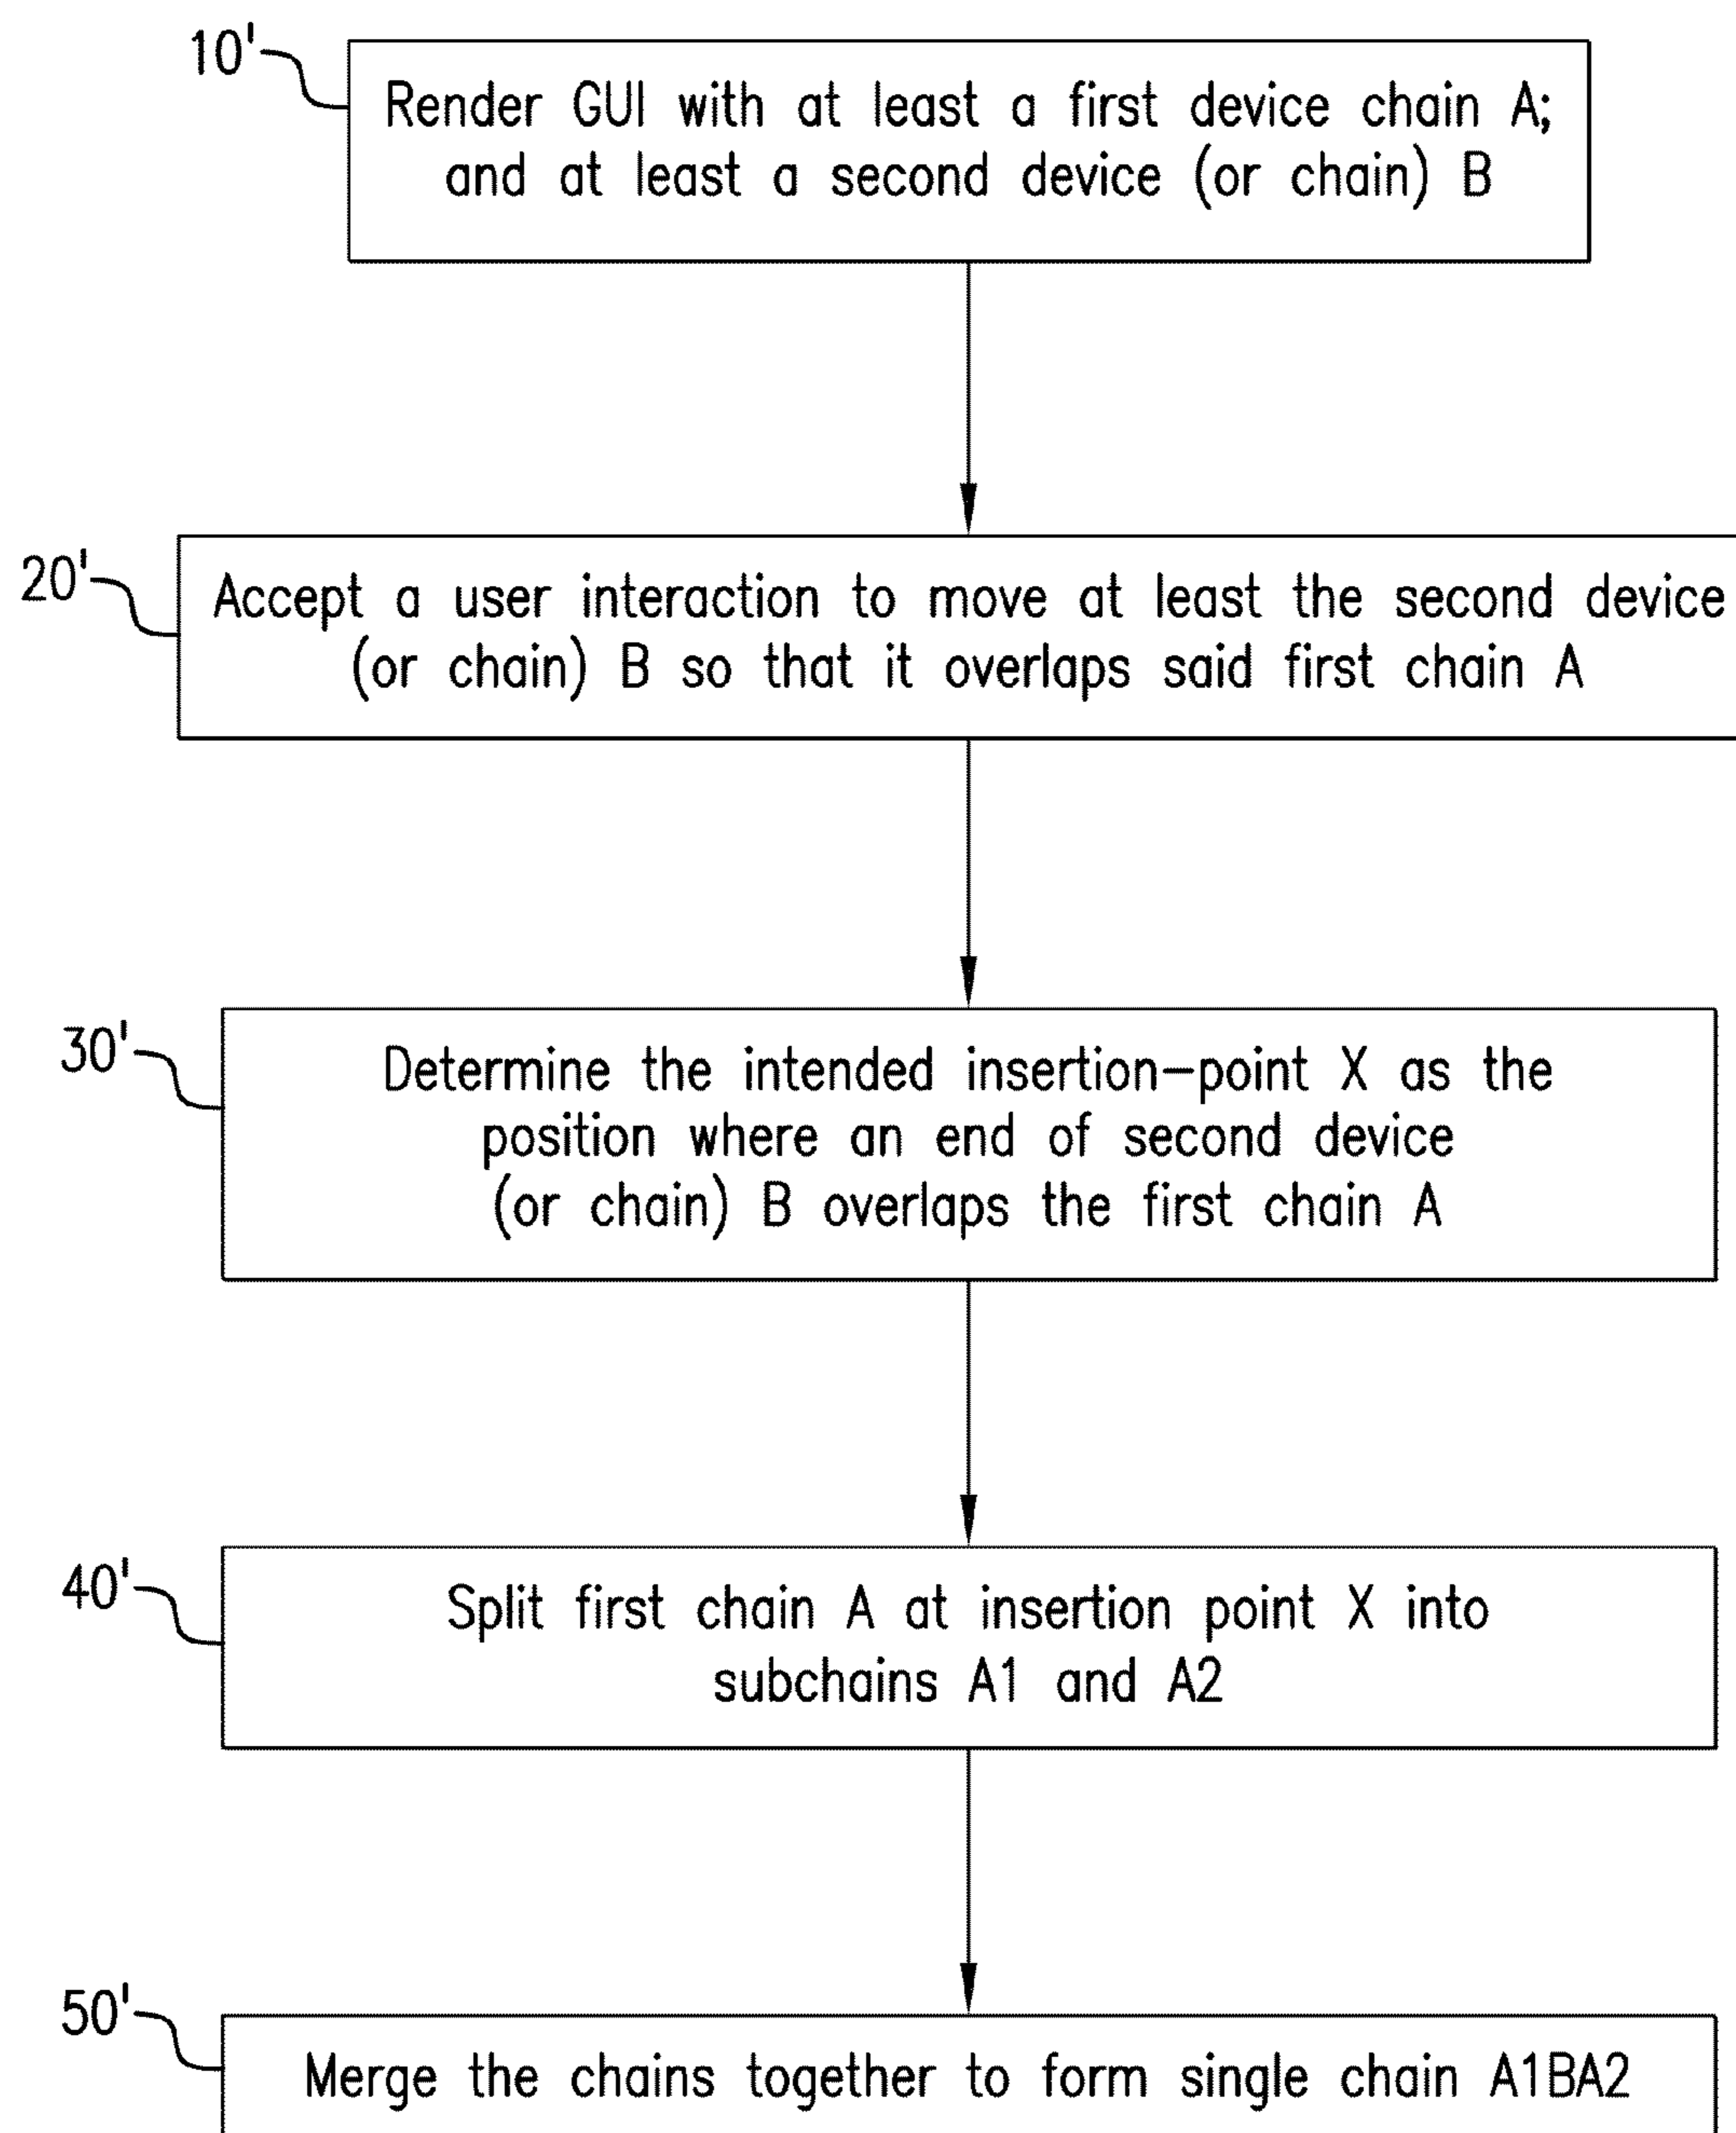 10'
Render GUI with at least a first device chain A;
and at least a second device (or chain) B
20'
Accept a user interaction to move at least the second device
(or chain) B so that it overlaps said first chain A
30'
Determine the intended insertion-point X as the
position where an end of second device
(or chain) B overlaps the first chain A
40'
Split first chain A at insertion point X into
subchains A1 and A2
50'
Merge the chains together to form single chain A1BA2